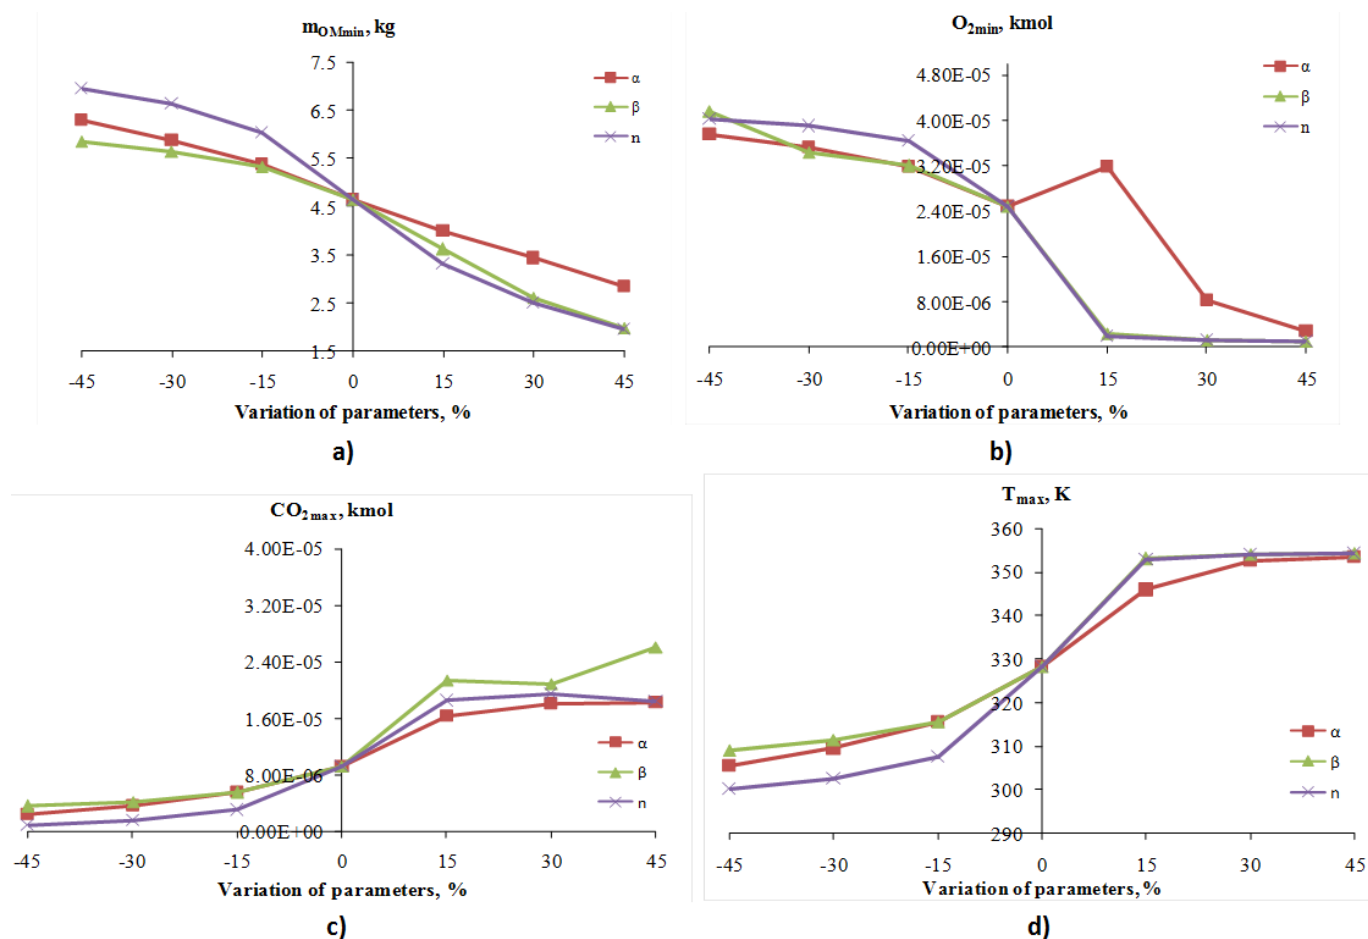 m_OMmin, kg
7.5
6.5
5.5
4.5
3.5
2.5
1.5
α
β
n
-45 -30 -15 0 15 30 45
Variation of parameters, %
a)
O_2min, kmol
4.80E-05
4.00E-05
3.20E-05
2.40E-05
1.60E-05
8.00E-06
0.00E+00
α
β
n
-45 -30 -15 0 15 30 45
Variation of parameters, %
b)
CO_2max, kmol
4.00E-05
3.20E-05
2.40E-05
1.60E-05
8.00E-06
0.00E+00
α
β
n
-45 -30 -15 0 15 30 45
Variation of parameters, %
c)
T_max, K
360
350
340
330
320
310
300
290
α
β
n
-45 -30 -15 0 15 30 45
Variation of parameters, %
d)